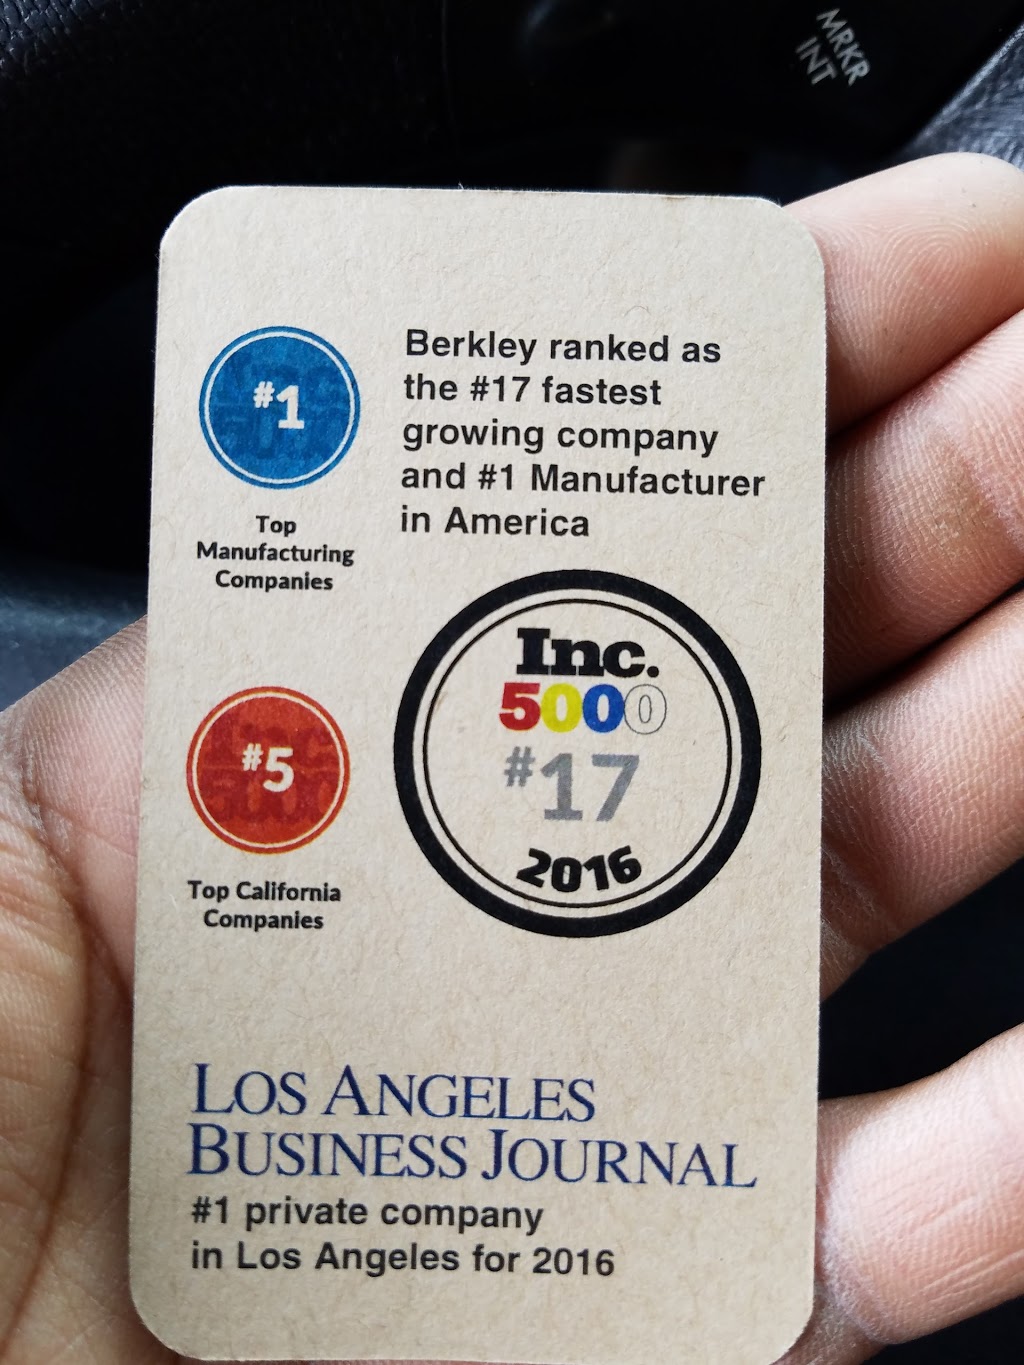 MRKR
INT
#1
Top
Manufacturing
Companies
Berkley ranked as
the #17 fastest
growing company
and #1 Manufacturer
in America
#5
Top California
Companies
Inc.
5000
#17
2016
LOS ANGELES
BUSINESS JOURNAL
#1 private company
in Los Angeles for 2016